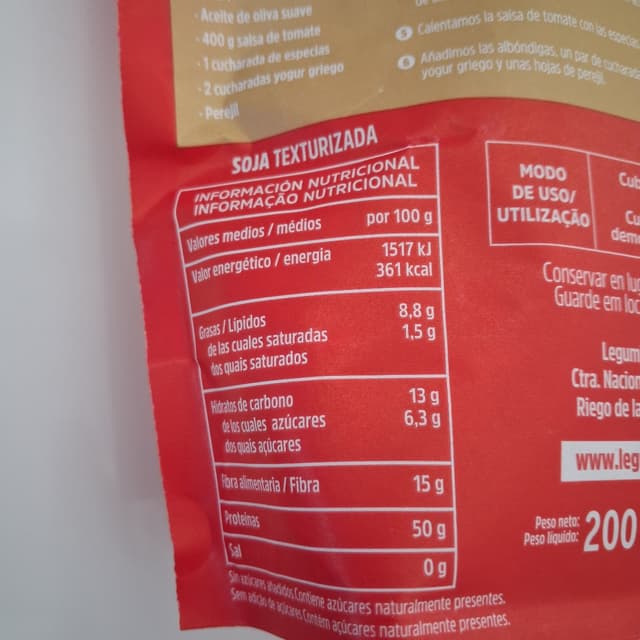 · Aceite de oliva suave
· 400 g salsa de tomate
· 1 cucharada de especias
· 2 cucharadas yogur griego
· Perejil
5 Calentamos la salsa de tomate con las especias
6 Añadimos las albóndigas, un par de cucharadas
yogur griego y unas hojas de perejil.
SOJA TEXTURIZADA
INFORMACIÓN NUTRICIONAL
INFORMAÇÃO NUTRICIONAL
Valores medios / médios por 100 g
Valor energético / energia 1517 kJ
361 kcal
Grasas / Lípidos 8,8 g
de las cuales saturadas 1,5 g
dos quais saturados
Hidratos de carbono 13 g
de los cuales azúcares 6,3 g
dos quais açúcares
Fibra alimentaria / Fibra 15 g
Proteínas 50 g
Sal 0 g
Sin azúcares añadidos. Contiene azúcares naturalmente presentes.
Sem adição de açúcares. Contém açúcares naturalmente presentes.
MODO
DE USO/
UTILIZAÇÃO
Cub
Cu
dem
Conservar en lug
Guarde em loc
Legum
Ctra. Nacion
Riego de la
www.leg
Peso neto:
Peso líquido: 200